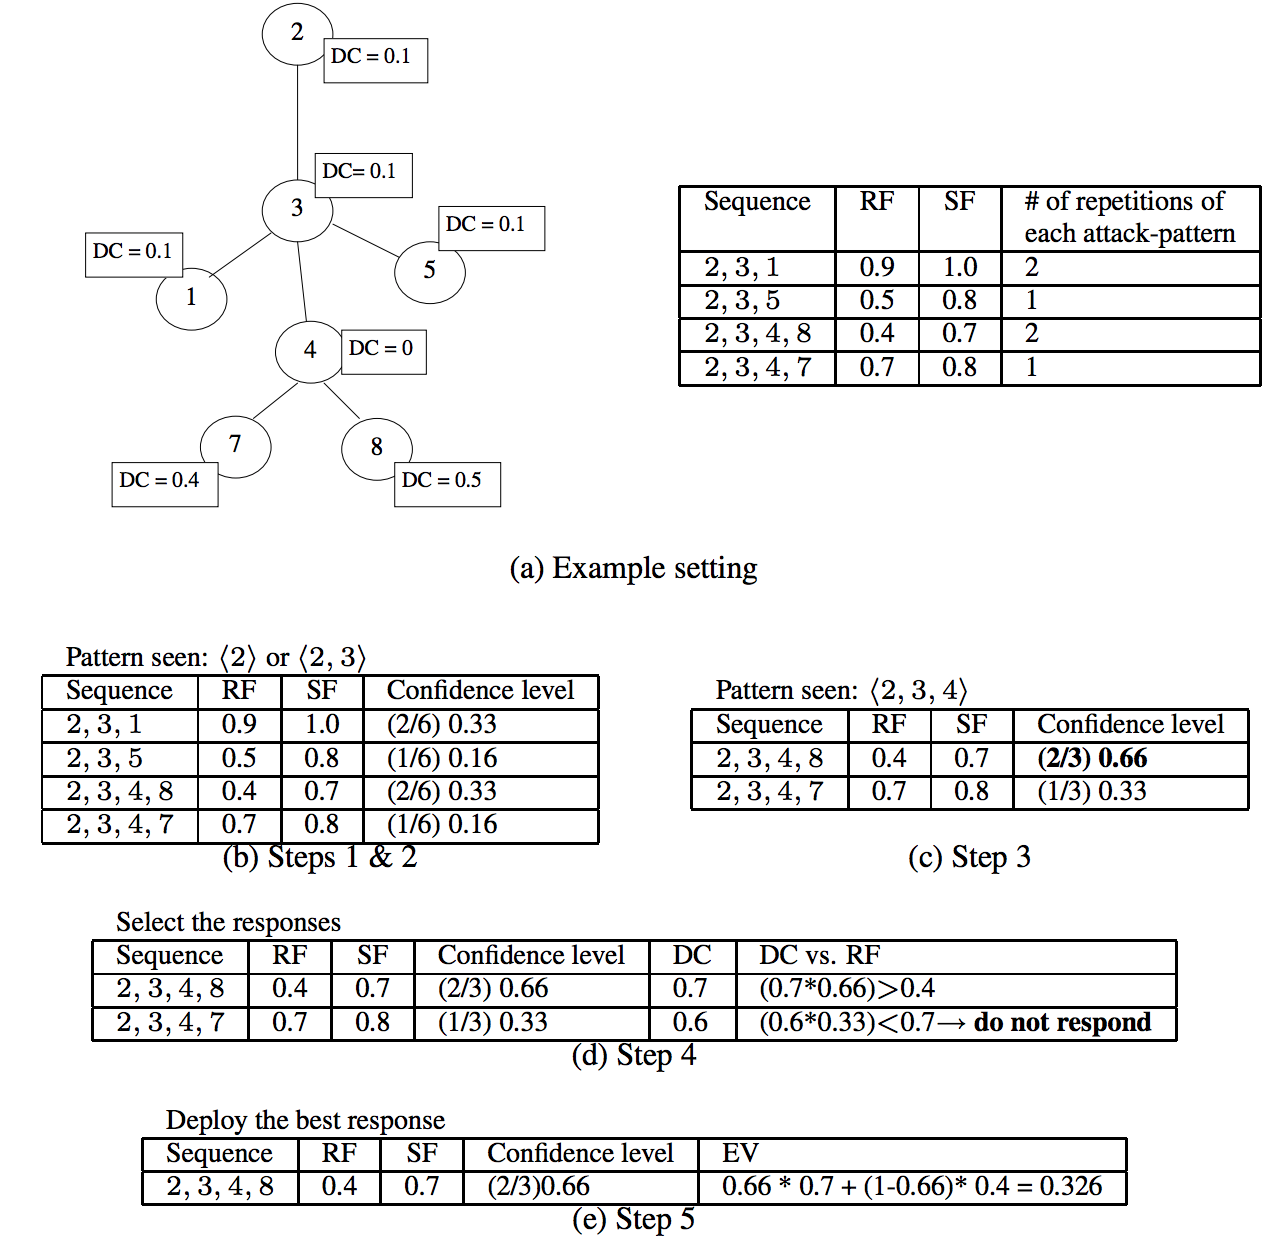 2
DC = 0.1
DC= 0.1
3
DC = 0.1
DC = 0.1
5
1
4
DC = 0
7
8
DC = 0.4
DC = 0.5
Sequence RF SF # of repetitions of
each attack-pattern
2, 3, 1 0.9 1.0 2
2, 3, 5 0.5 0.8 1
2, 3, 4, 8 0.4 0.7 2
2, 3, 4, 7 0.7 0.8 1
(a) Example setting
Pattern seen: ⟨2⟩ or ⟨2, 3⟩
Sequence RF SF Confidence level
2, 3, 1 0.9 1.0 (2/6) 0.33
2, 3, 5 0.5 0.8 (1/6) 0.16
2, 3, 4, 8 0.4 0.7 (2/6) 0.33
2, 3, 4, 7 0.7 0.8 (1/6) 0.16
(b) Steps 1 & 2
Pattern seen: ⟨2, 3, 4⟩
Sequence RF SF Confidence level
2, 3, 4, 8 0.4 0.7 (2/3) 0.66
2, 3, 4, 7 0.7 0.8 (1/3) 0.33
(c) Step 3
Select the responses
Sequence RF SF Confidence level DC DC vs. RF
2, 3, 4, 8 0.4 0.7 (2/3) 0.66 0.7 (0.7*0.66)>0.4
2, 3, 4, 7 0.7 0.8 (1/3) 0.33 0.6 (0.6*0.33)<0.7→ do not respond
(d) Step 4
Deploy the best response
Sequence RF SF Confidence level EV
2, 3, 4, 8 0.4 0.7 (2/3)0.66 0.66 * 0.7 + (1-0.66)* 0.4 = 0.326
(e) Step 5